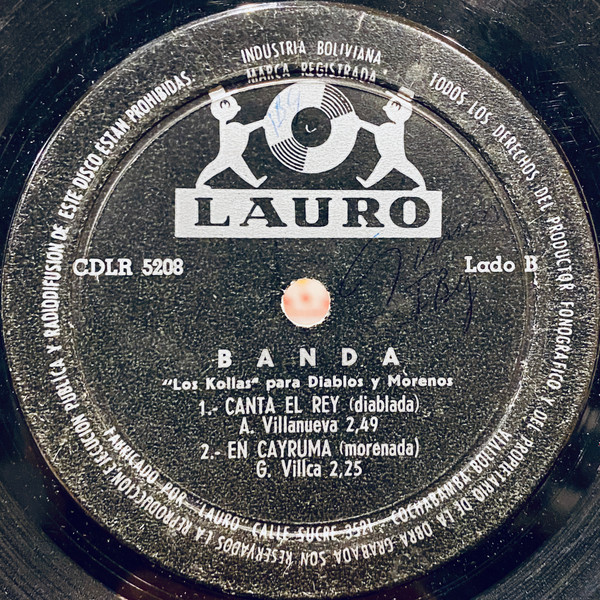 INDUSTRIA BOLIVIANA
MARCA REGISTRADA
LAURO
CDLR 5208
Lado B
BANDA
"Los Kollas" para Diablos y Morenos
1.- CANTA EL REY (diablada)
A. Villanueva 2,49
2.- EN CAYRUMA (morenada)
G. Villca 2,25
FABRICADO POR "LAURO" CALLE SUCRE 3521 - COCHABAMBA BOLIVIA
TODOS LOS DERECHOS DEL PRODUCTOR FONOGRAFICO Y DEL PROPIETARIO DE LA OBRA GRABADA SON RESERVADOS LA REPRODUCCION EJECUCION PUBLICA Y RADIODIFUSION DE ESTE DISCO ESTAN PROHIBIDAS.